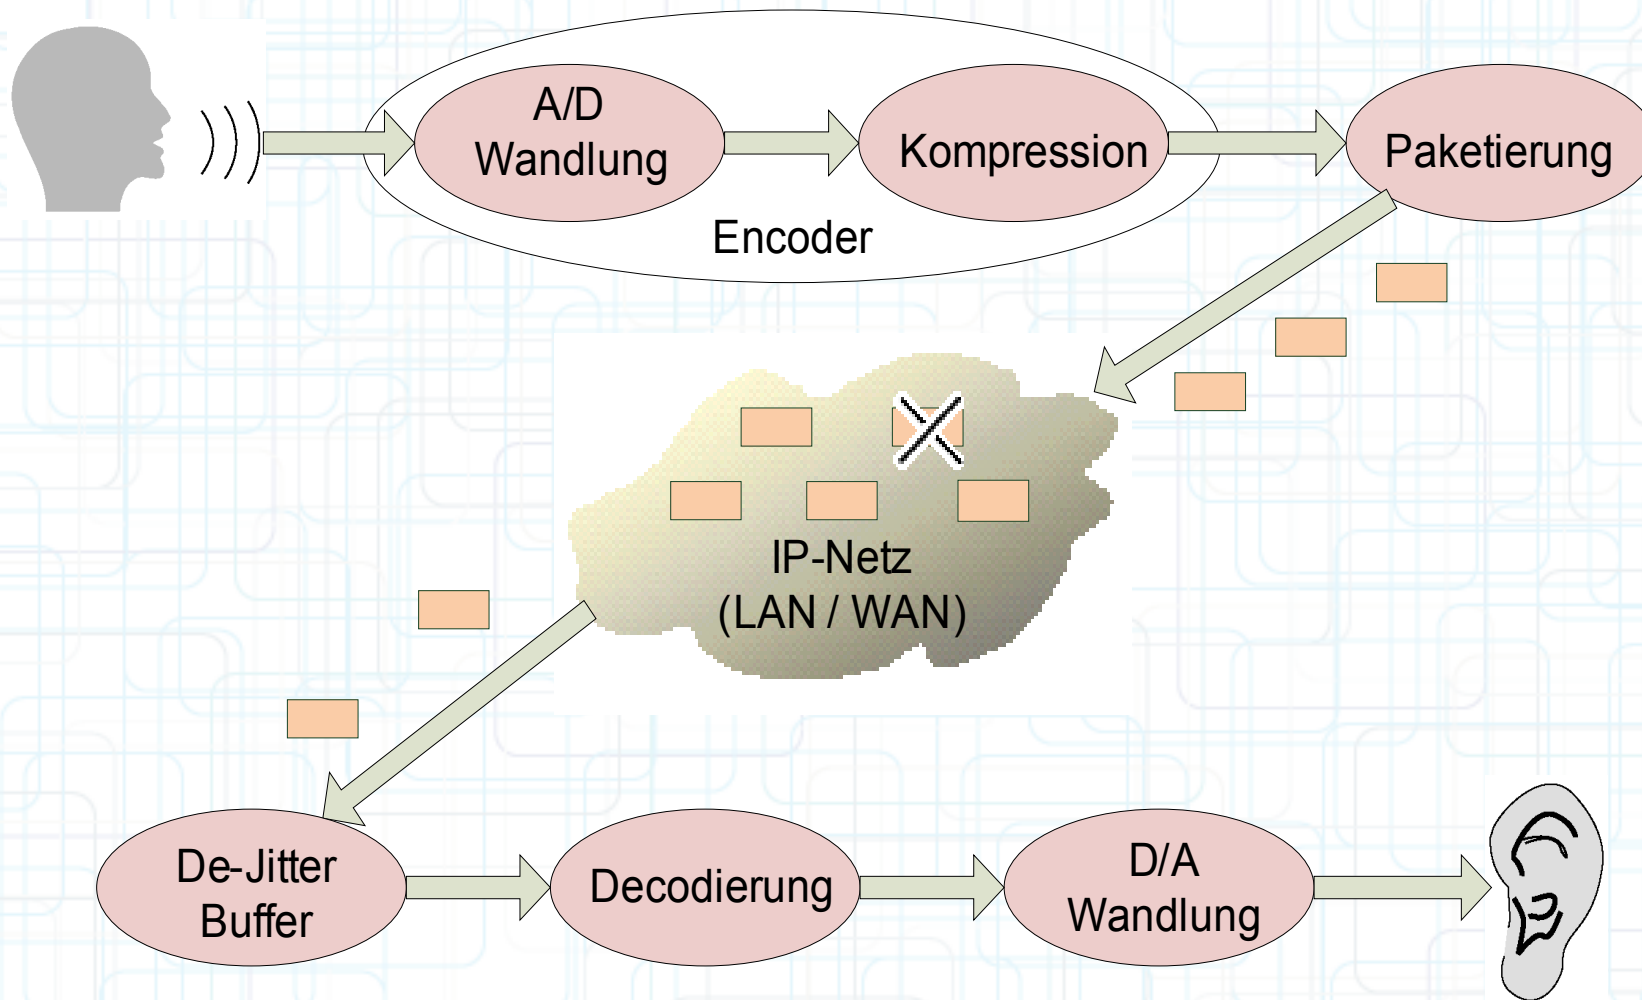 A/D
Wandlung
Kompression
Paketierung
Encoder
IP-Netz
(LAN / WAN)
De-Jitter
Buffer
Decodierung
D/A
Wandlung